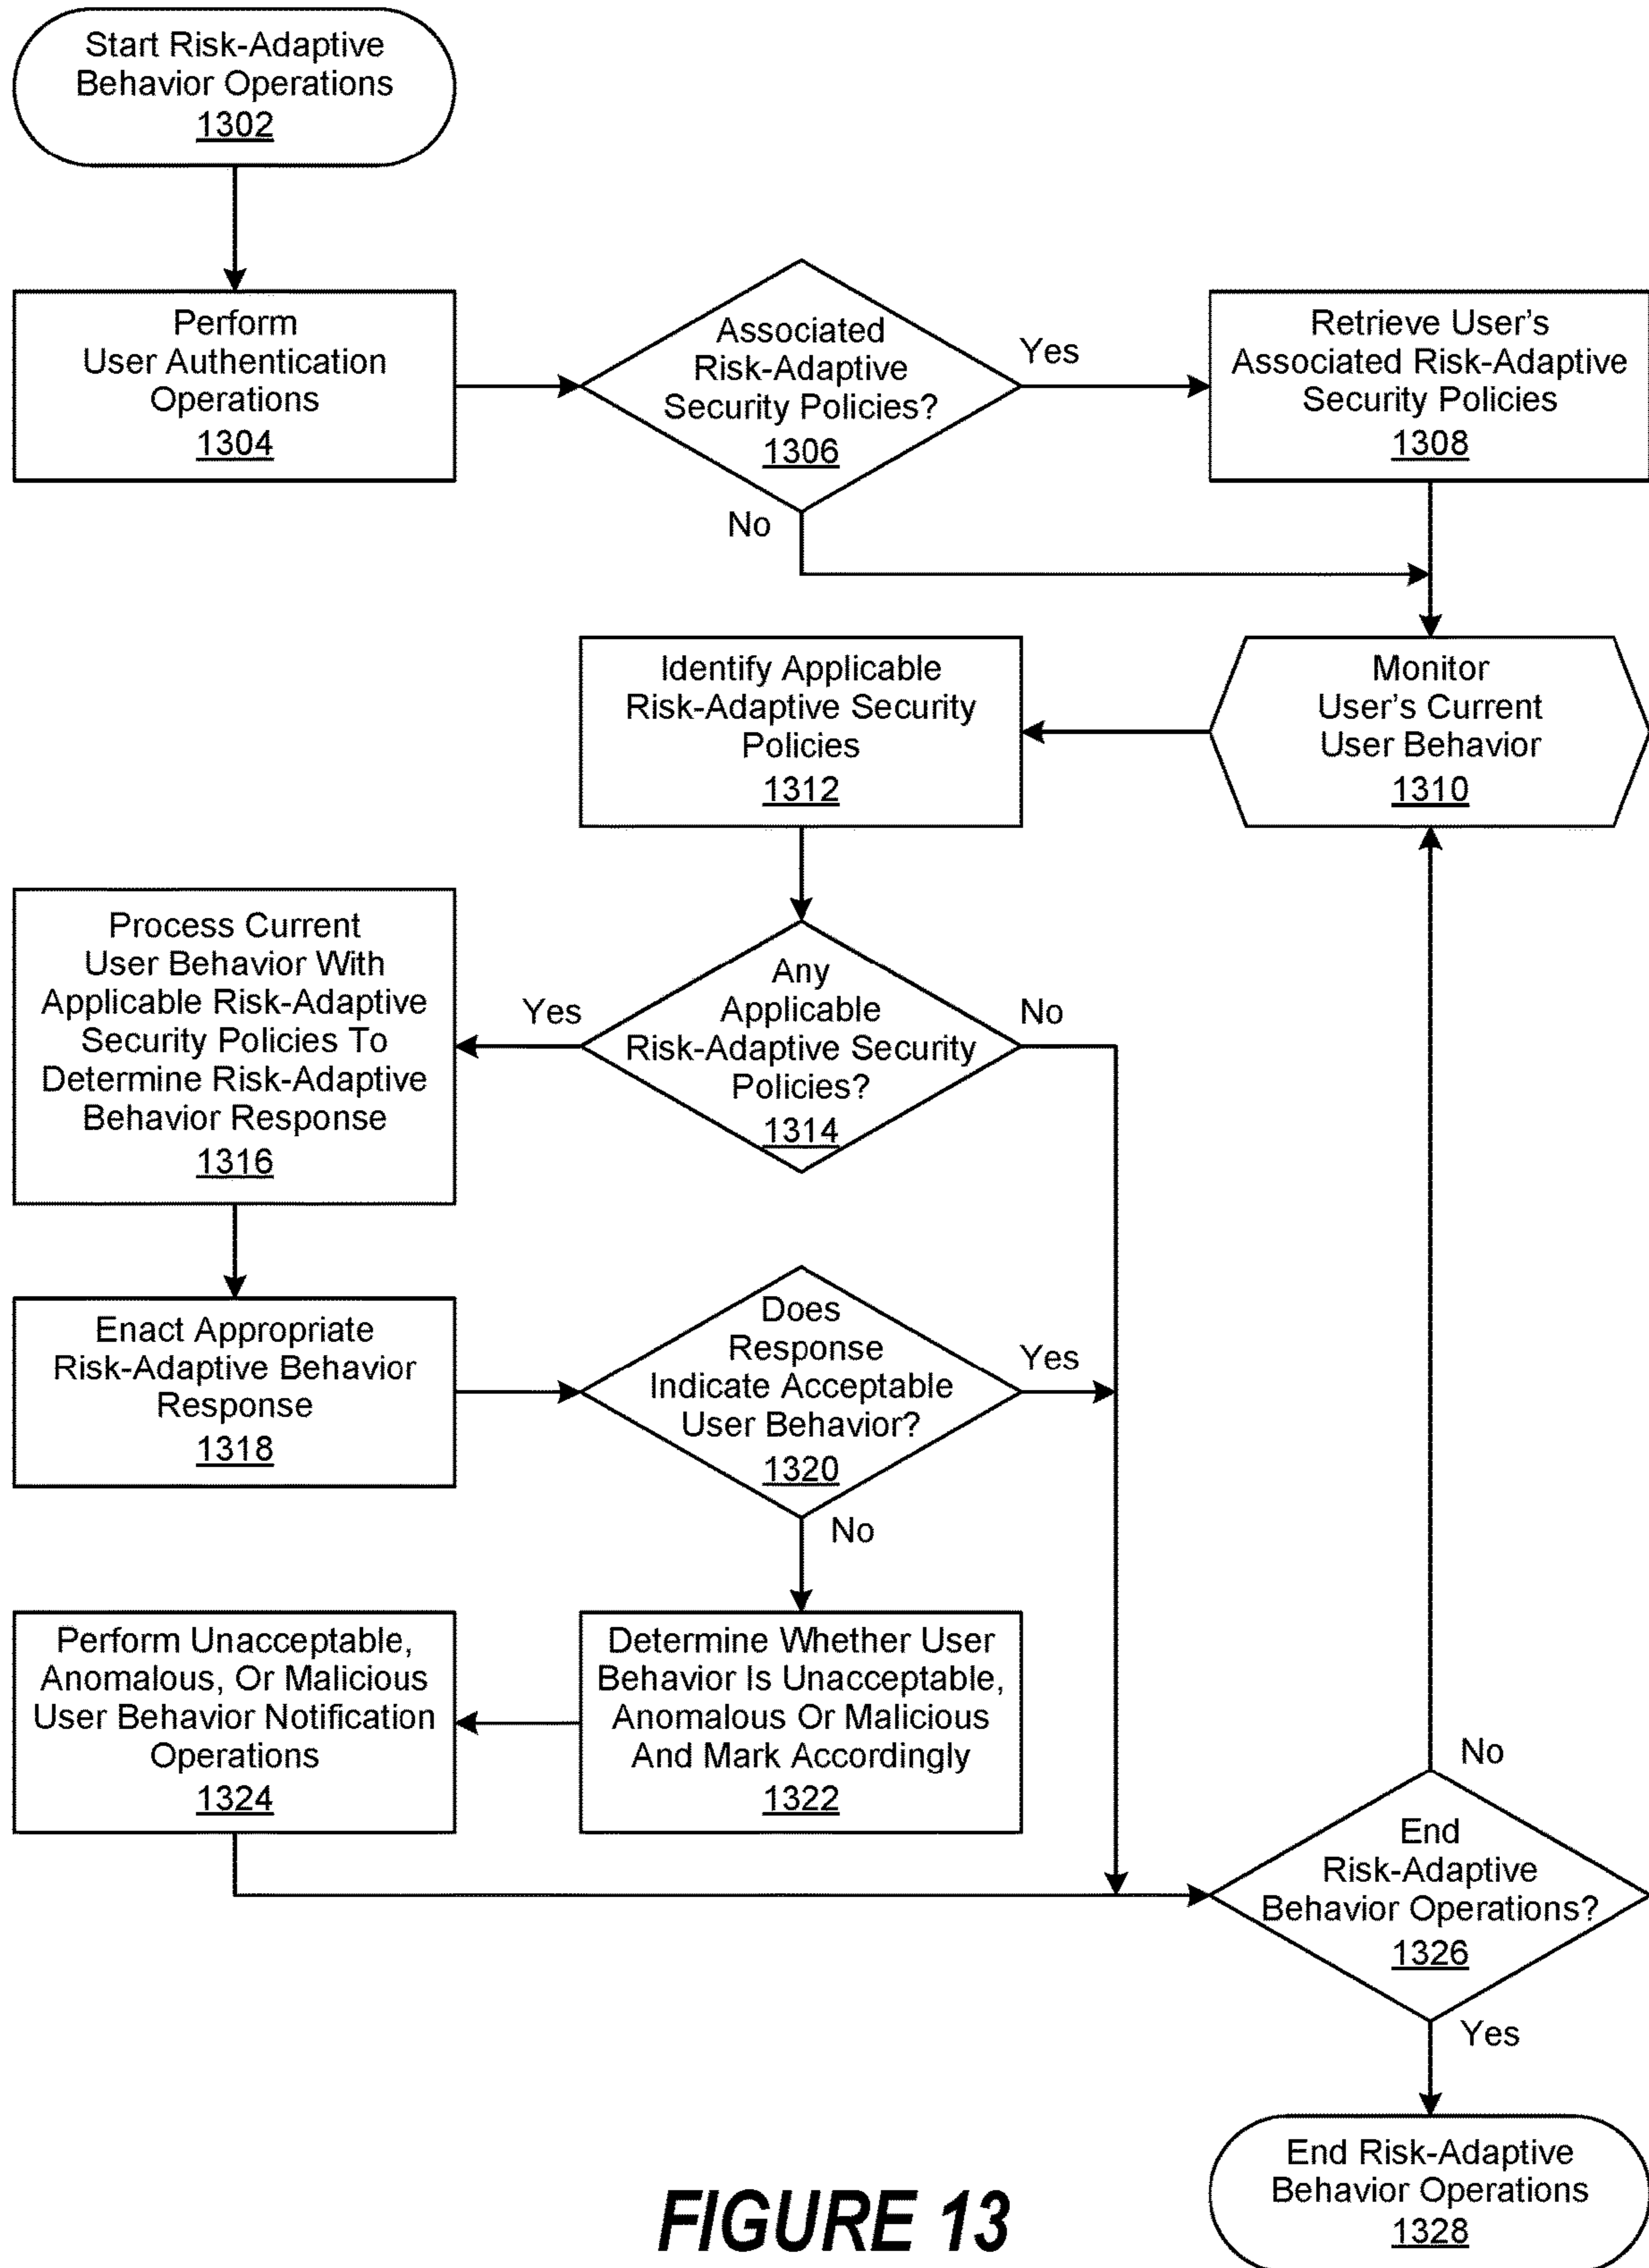 Start Risk-Adaptive
Behavior Operations
1302
Perform
User Authentication
Operations
1304
Associated
Risk-Adaptive
Security Policies?
1306
Yes
No
Retrieve User's
Associated Risk-Adaptive
Security Policies
1308
Monitor
User's Current
User Behavior
1310
Identify Applicable
Risk-Adaptive Security
Policies
1312
Any
Applicable
Risk-Adaptive Security
Policies?
1314
Yes
No
Process Current
User Behavior With
Applicable Risk-Adaptive
Security Policies To
Determine Risk-Adaptive
Behavior Response
1316
Enact Appropriate
Risk-Adaptive Behavior
Response
1318
Does
Response
Indicate Acceptable
User Behavior?
1320
Yes
No
Determine Whether User
Behavior Is Unacceptable,
Anomalous Or Malicious
And Mark Accordingly
1322
Perform Unacceptable,
Anomalous, Or Malicious
User Behavior Notification
Operations
1324
End
Risk-Adaptive
Behavior Operations?
1326
No
Yes
End Risk-Adaptive
Behavior Operations
1328
FIGURE 13